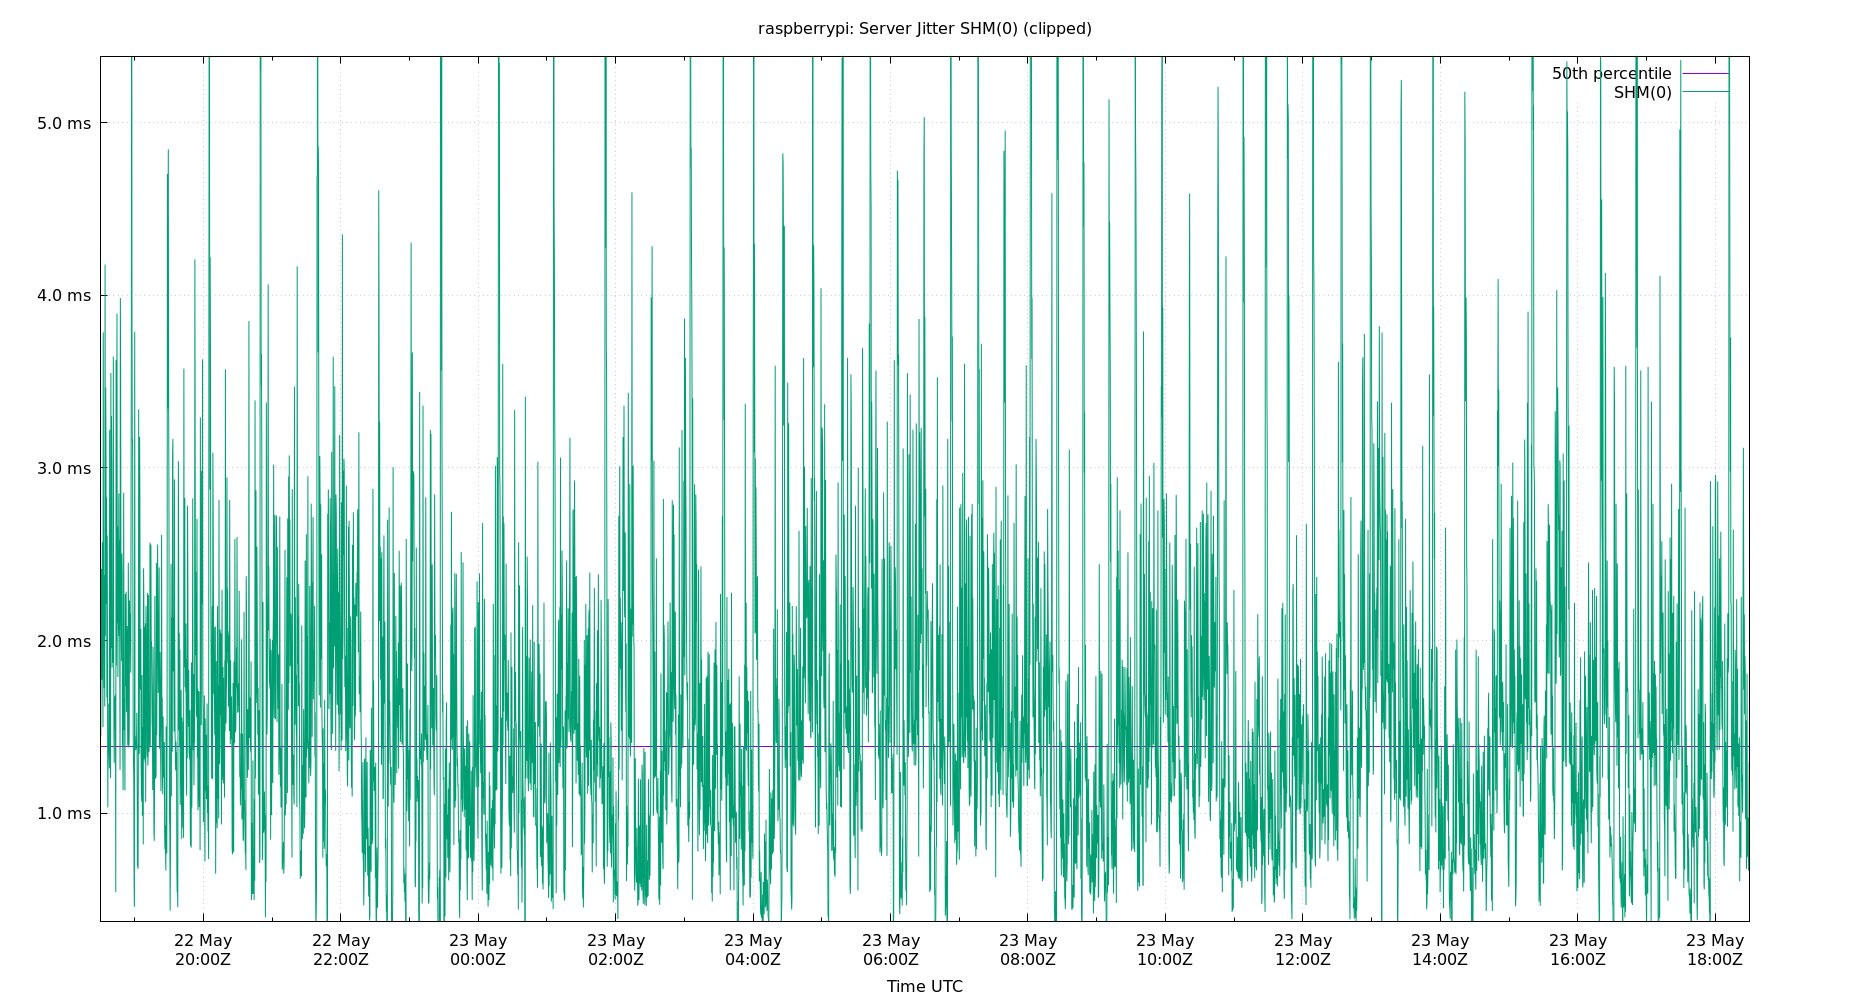 raspberrypi: Server Jitter SHM(0) (clipped)
50th percentile
SHM(0)
5.0 ms
4.0 ms
3.0 ms
2.0 ms
1.0 ms
22 May 22 May 23 May 23 May 23 May 23 May 23 May 23 May 23 May 23 May 23 May 23 May
20:00Z 22:00Z 00:00Z 02:00Z 04:00Z 06:00Z 08:00Z 10:00Z 12:00Z 14:00Z 16:00Z 18:00Z
Time UTC